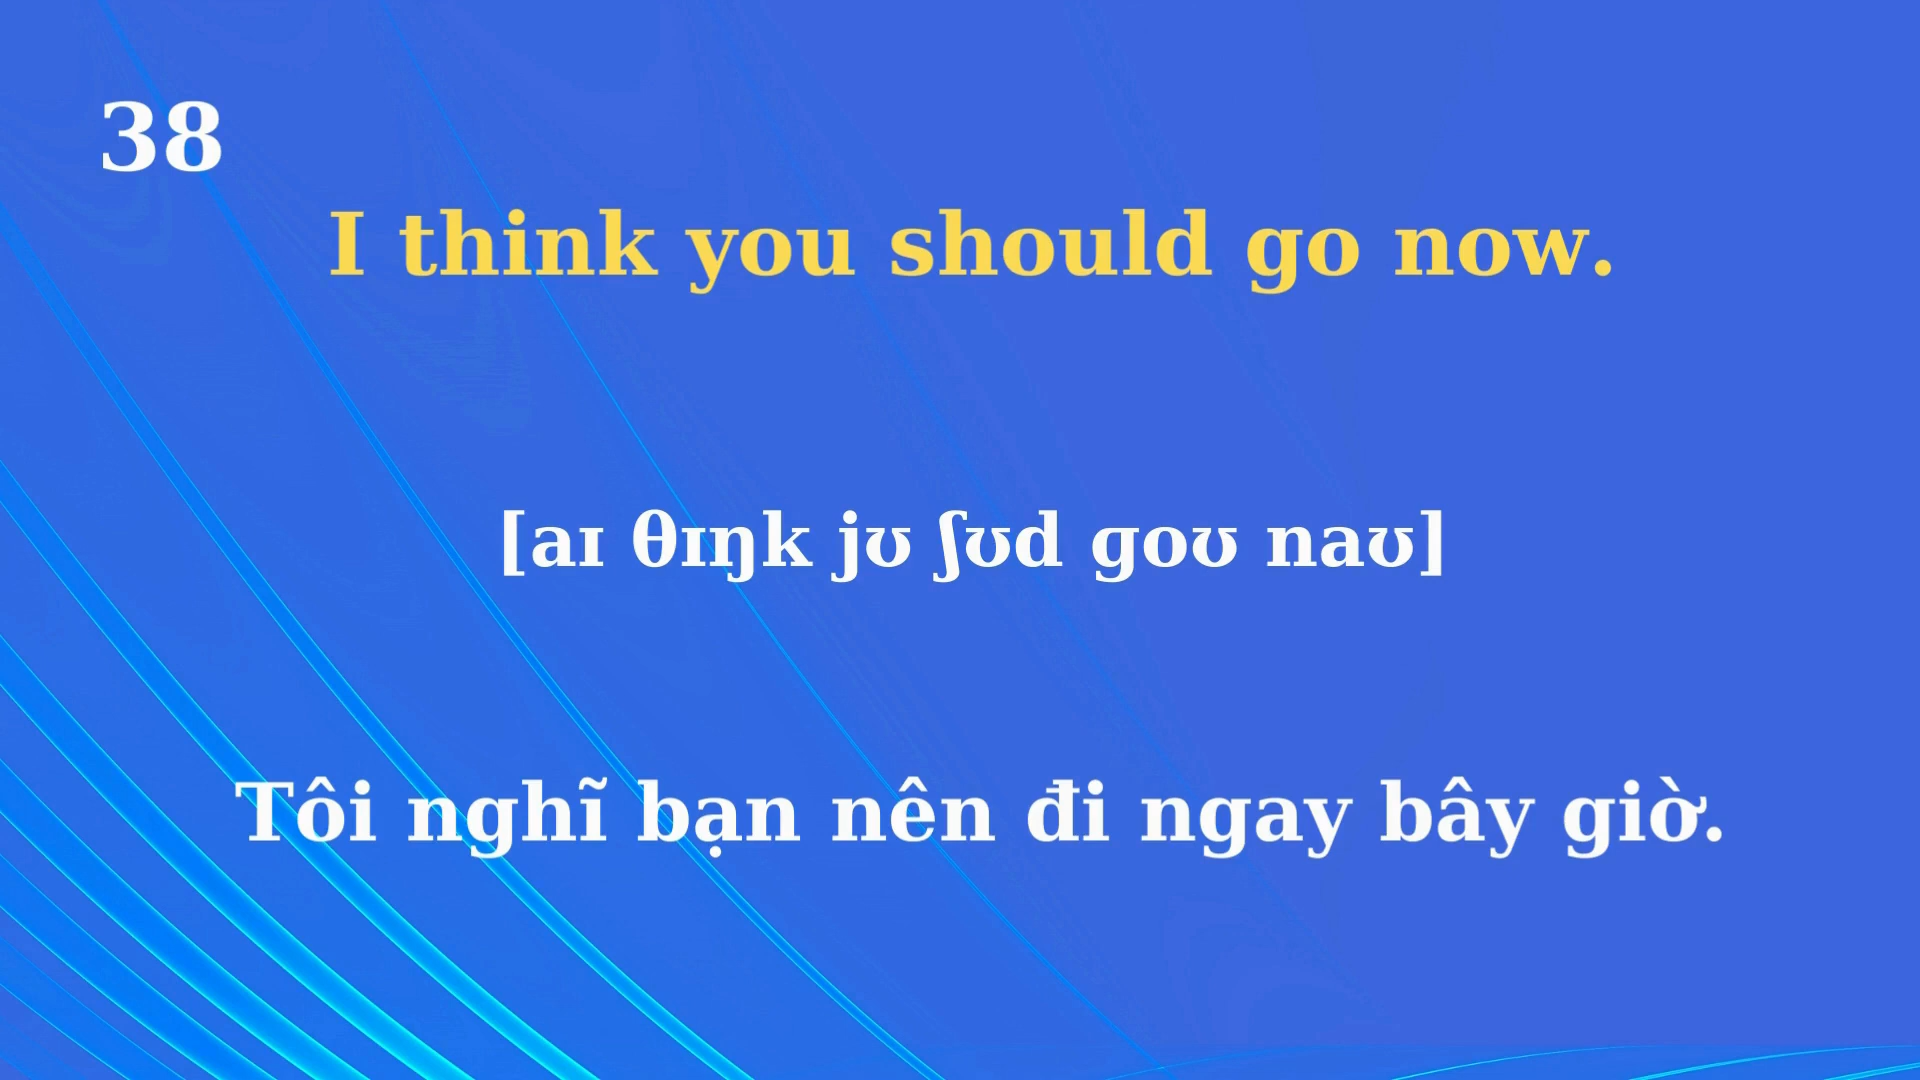 38
I think you should go now.
[aɪ θɪŋk jʊ ʃʊd ɡoʊ naʊ]
Tôi nghĩ bạn nên đi ngay bây giờ.